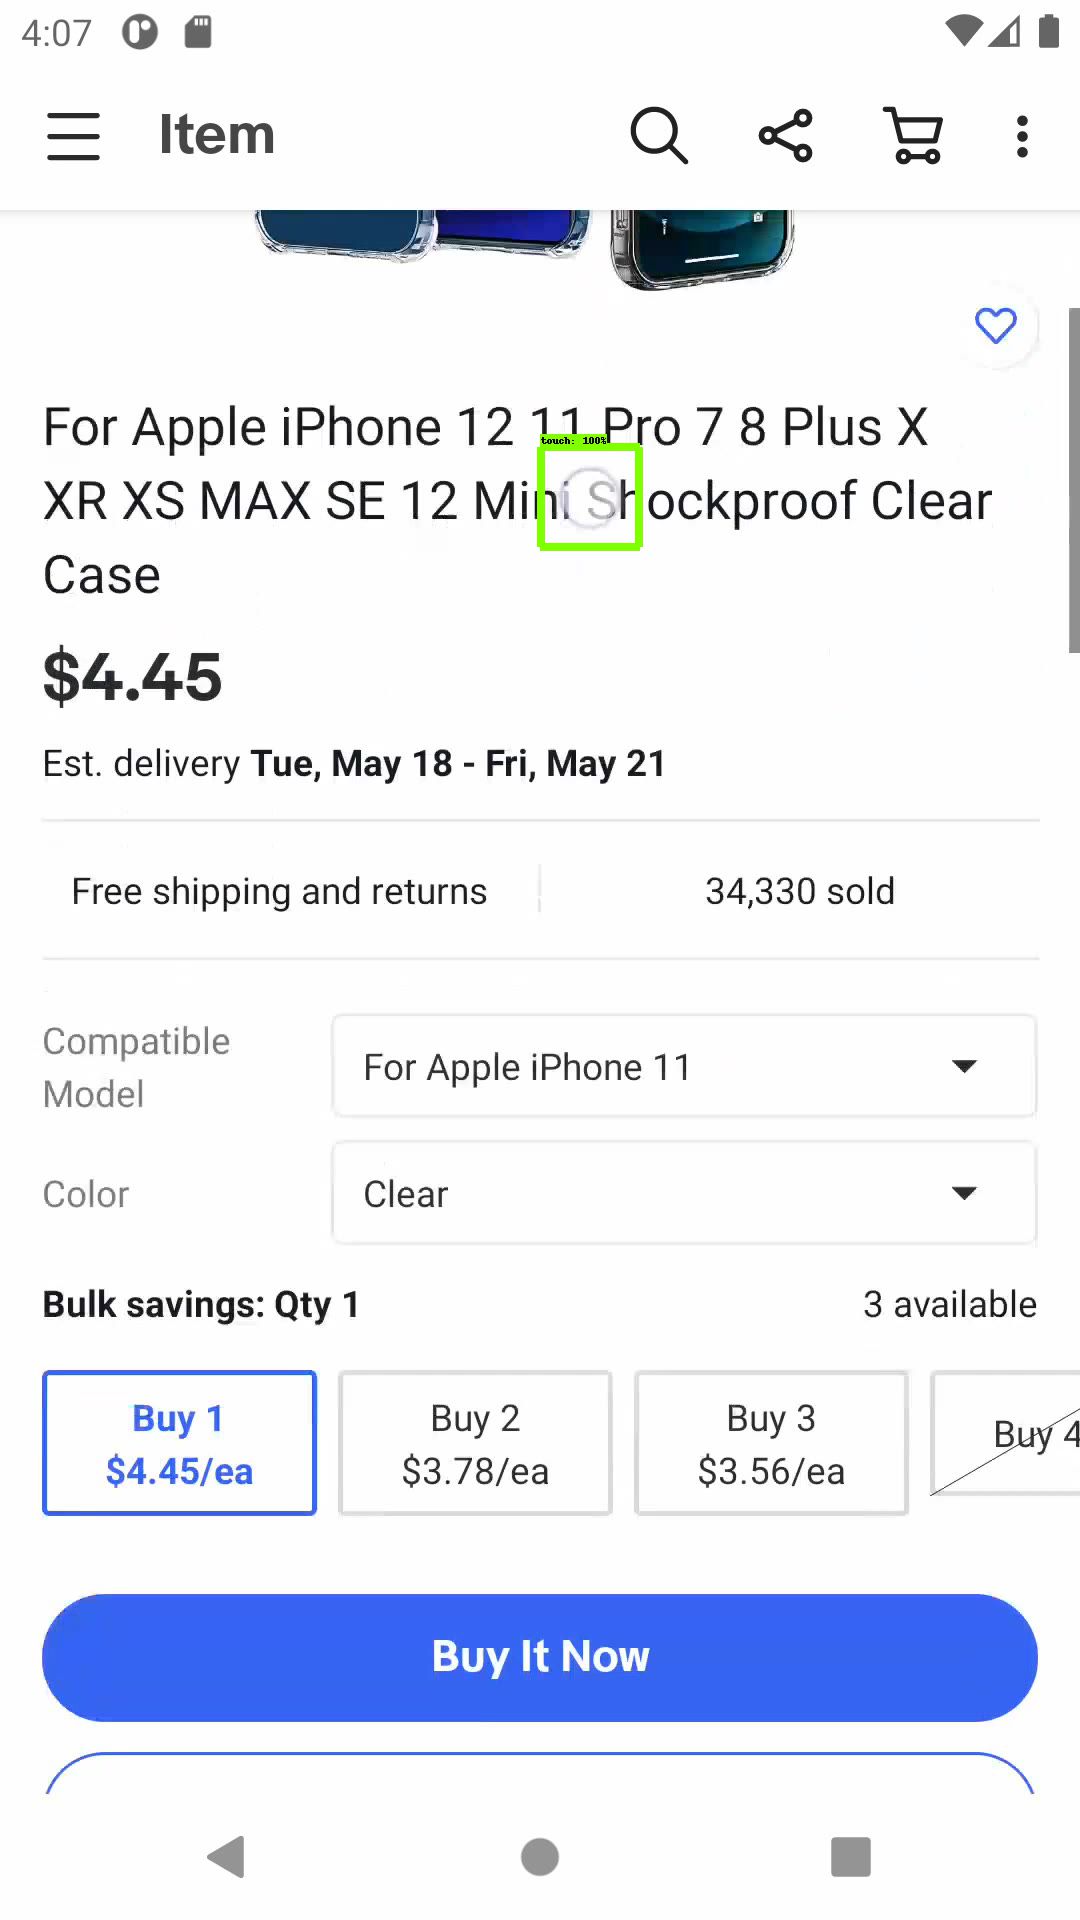 4:07
Item
For Apple iPhone 12 11 Pro 7 8 Plus X
touch: 100%
XR XS MAX SE 12 Mini Shockproof Clear
Case
$4.45
Est. delivery Tue, May 18 - Fri, May 21
Free shipping and returns
34,330 sold
Compatible
Model
For Apple iPhone 11
Color
Clear
Bulk savings: Qty 1
3 available
Buy 1
$4.45/ea
Buy 2
$3.78/ea
Buy 3
$3.56/ea
Buy 4
Buy It Now